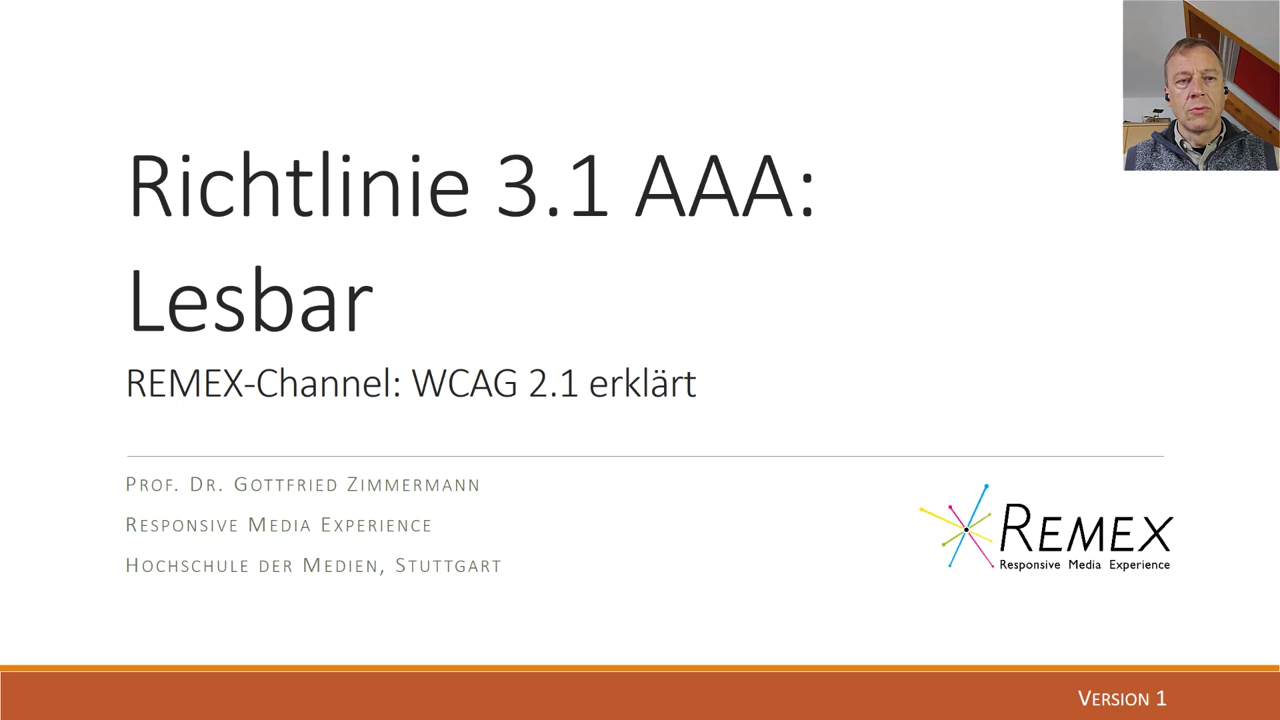 Richtlinie 3.1 AAA:
Lesbar
REMEX-Channel: WCAG 2.1 erklärt
Prof. Dr. Gottfried Zimmermann
Responsive Media Experience
Hochschule der Medien, Stuttgart
Remex
Responsive Media Experience
Version 1